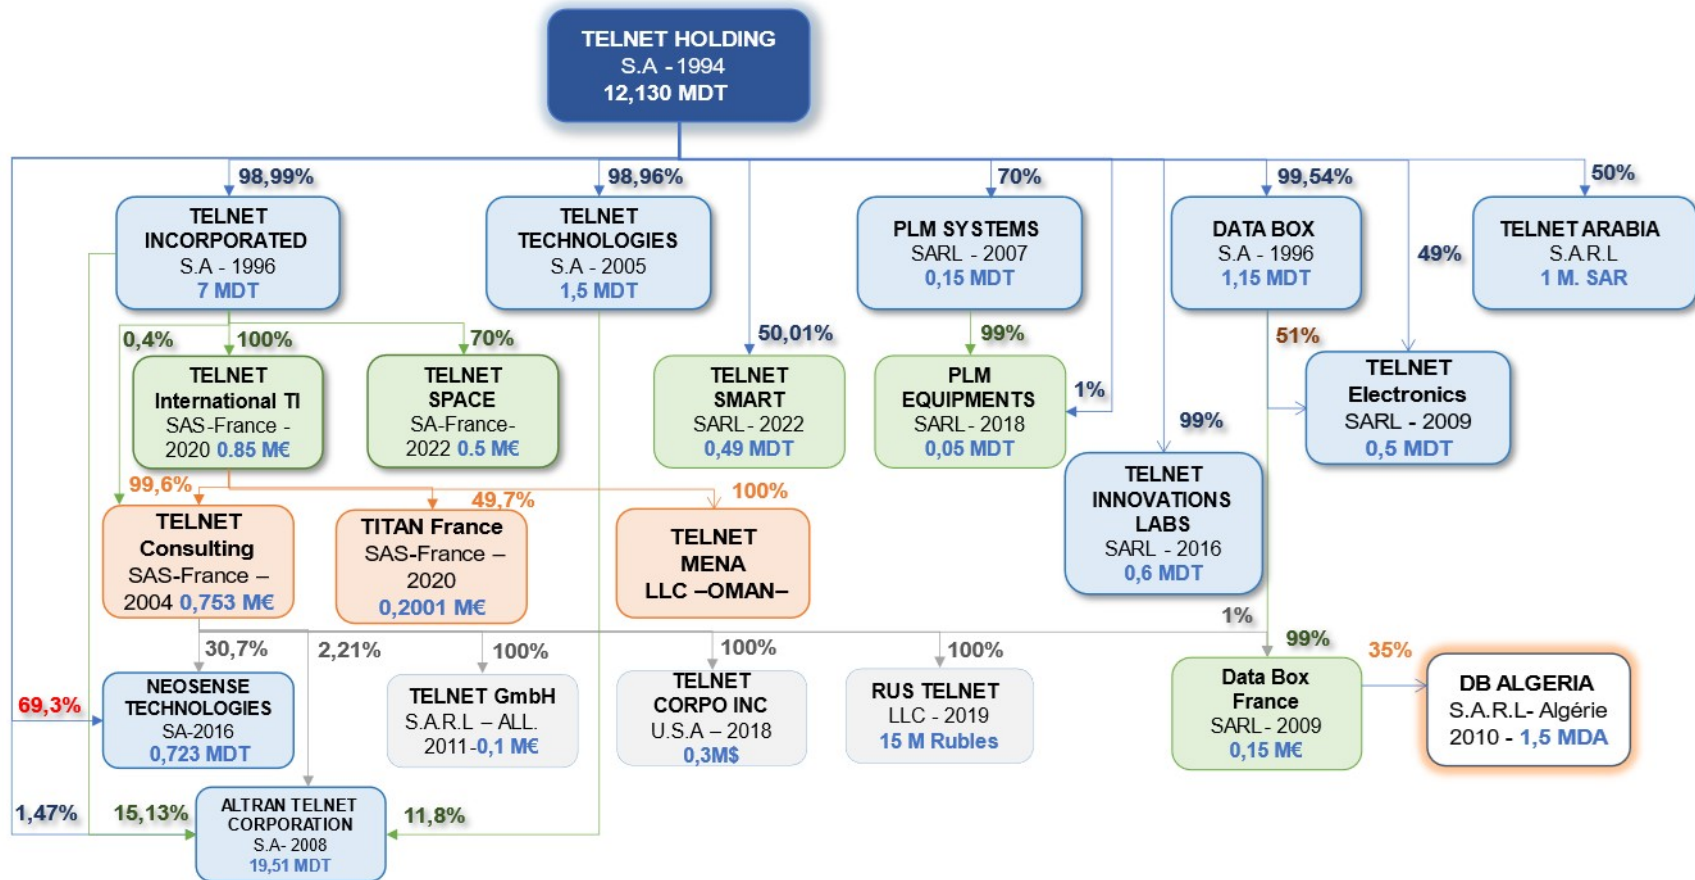 TELNET HOLDING
S.A - 1994
12,130 MDT
98,99%
98,96%
70%
99,54%
50%
TELNET
INCORPORATED
S.A - 1996
7 MDT
TELNET
TECHNOLOGIES
S.A - 2005
1,5 MDT
PLM SYSTEMS
SARL - 2007
0,15 MDT
DATA BOX
S.A - 1996
1,15 MDT
49%
TELNET ARABIA
S.A.R.L
1 M. SAR
0,4%
100%
70%
50,01%
99%
51%
TELNET
International TI
SAS-France -
2020 0.85 M€
TELNET
SPACE
SA-France-
2022 0.5 M€
TELNET
SMART
SARL- 2022
0,49 MDT
PLM
EQUIPMENTS
SARL- 2018
0,05 MDT
1%
99%
TELNET
Electronics
SARL - 2009
0,5 MDT
99,6%
49,7%
100%
TELNET
Consulting
SAS-France –
2004 0,753 M€
TITAN France
SAS-France –
2020
0,2001 M€
TELNET
MENA
LLC –OMAN–
TELNET
INNOVATIONS
LABS
SARL - 2016
0,6 MDT
30,7%
2,21%
100%
100%
100%
1%
99%
35%
69,3%
NEOSENSE
TECHNOLOGIES
SA-2016
0,723 MDT
TELNET GmbH
S.A.R.L – ALL.
2011-0,1 M€
TELNET
CORPO INC
U.S.A – 2018
0,3M$
RUS TELNET
LLC - 2019
15 M Rubles
Data Box
France
SARL- 2009
0,15 M€
DB ALGERIA
S.A.R.L- Algérie
2010 - 1,5 MDA
1,47%
15,13%
11,8%
ALTRAN TELNET
CORPORATION
S.A- 2008
19,51 MDT